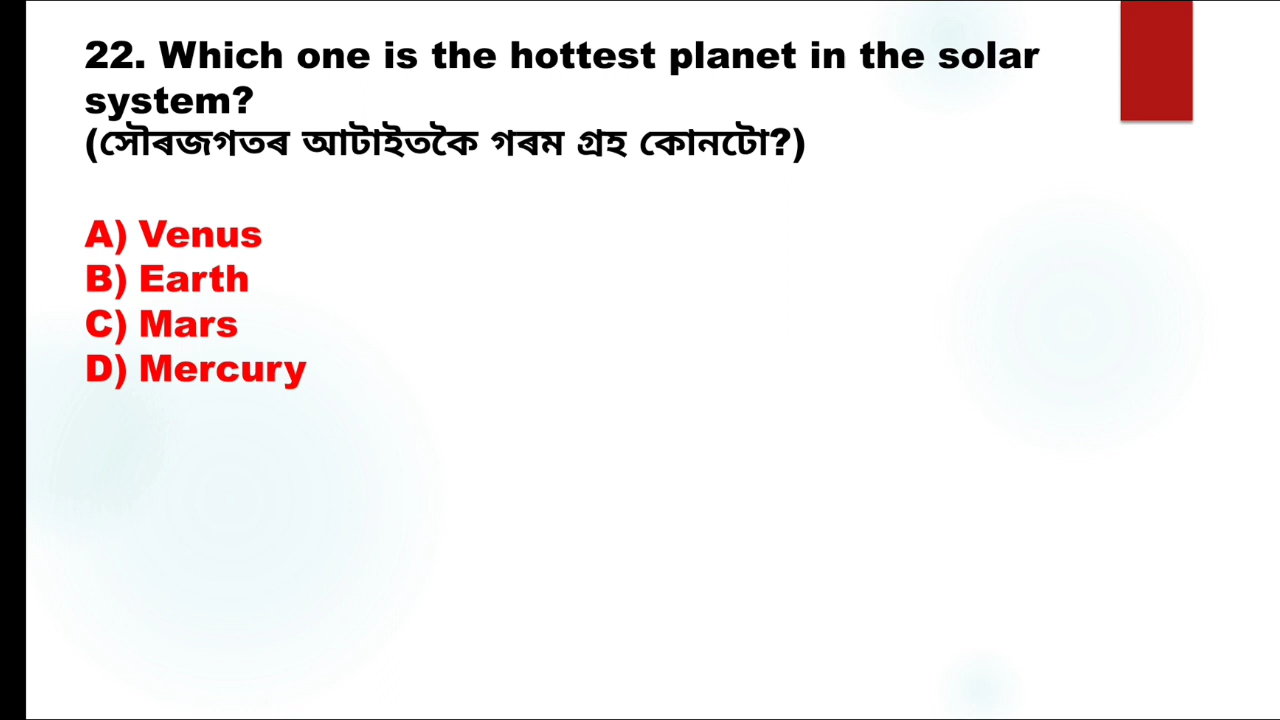 22. Which one is the hottest planet in the solar
system?
(সৌৰজগতৰ আটাইতকৈ গৰম গ্ৰহ কোনটো?)
A) Venus
B) Earth
C) Mars
D) Mercury